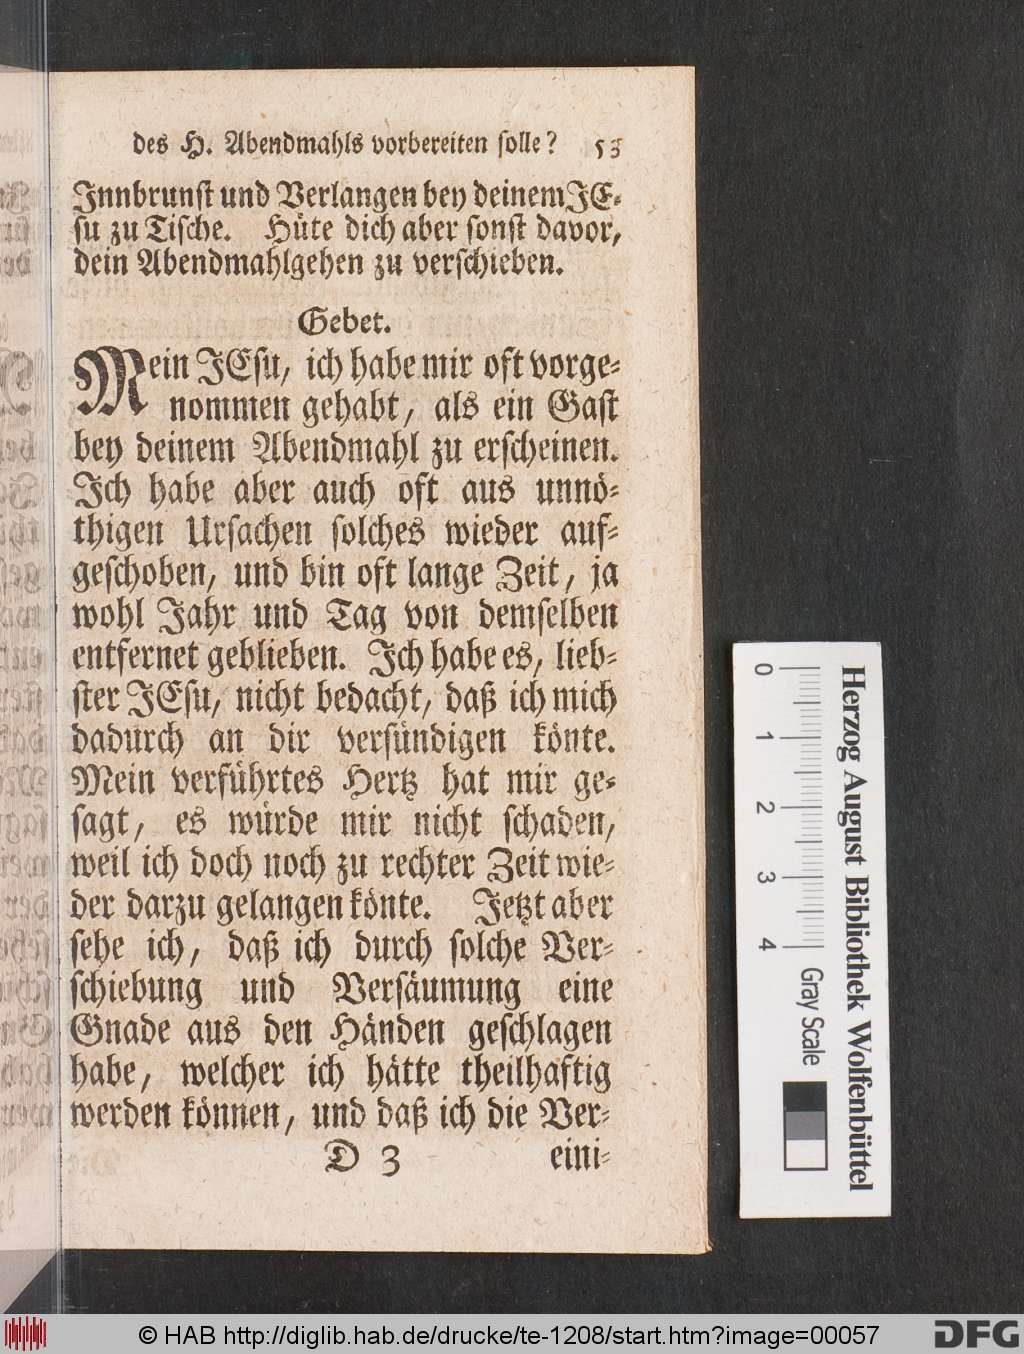 des H. Abendmahls vorbereiten solle? 53
Innbrunst und Verlangen bey deinem JE-
su zu Tische. Hüte dich aber sonst davor,
dein Abendmahlgehen zu verschieben.
Gebet.
Mein JEsu, ich habe mir oft vorge-
nommen gehabt, als ein Gast
bey deinem Abendmahl zu erscheinen.
Ich habe aber auch oft aus unnö-
thigen Ursachen solches wieder auf-
geschoben, und bin oft lange Zeit, ja
wohl Jahr und Tag von demselben
entfernet geblieben. Ich habe es, lieb-
ster JEsu, nicht bedacht, daß ich mich
dadurch an dir versündigen könte.
Mein verführtes Hertz hat mir ge-
sagt, es würde mir nicht schaden,
weil ich doch noch zu rechter Zeit wie-
der darzu gelangen könte. Jetzt aber
sehe ich, daß ich durch solche Ver-
schiebung und Versäumung eine
Gnade aus den Händen geschlagen
habe, welcher ich hätte theilhaftig
werden können, und daß ich die Ver-
D 3 eini-
0 1 2 3 4 Gray Scale
Herzog August Bibliothek Wolfenbüttel
© HAB http://diglib.hab.de/drucke/te-1208/start.htm?image=00057
DFG